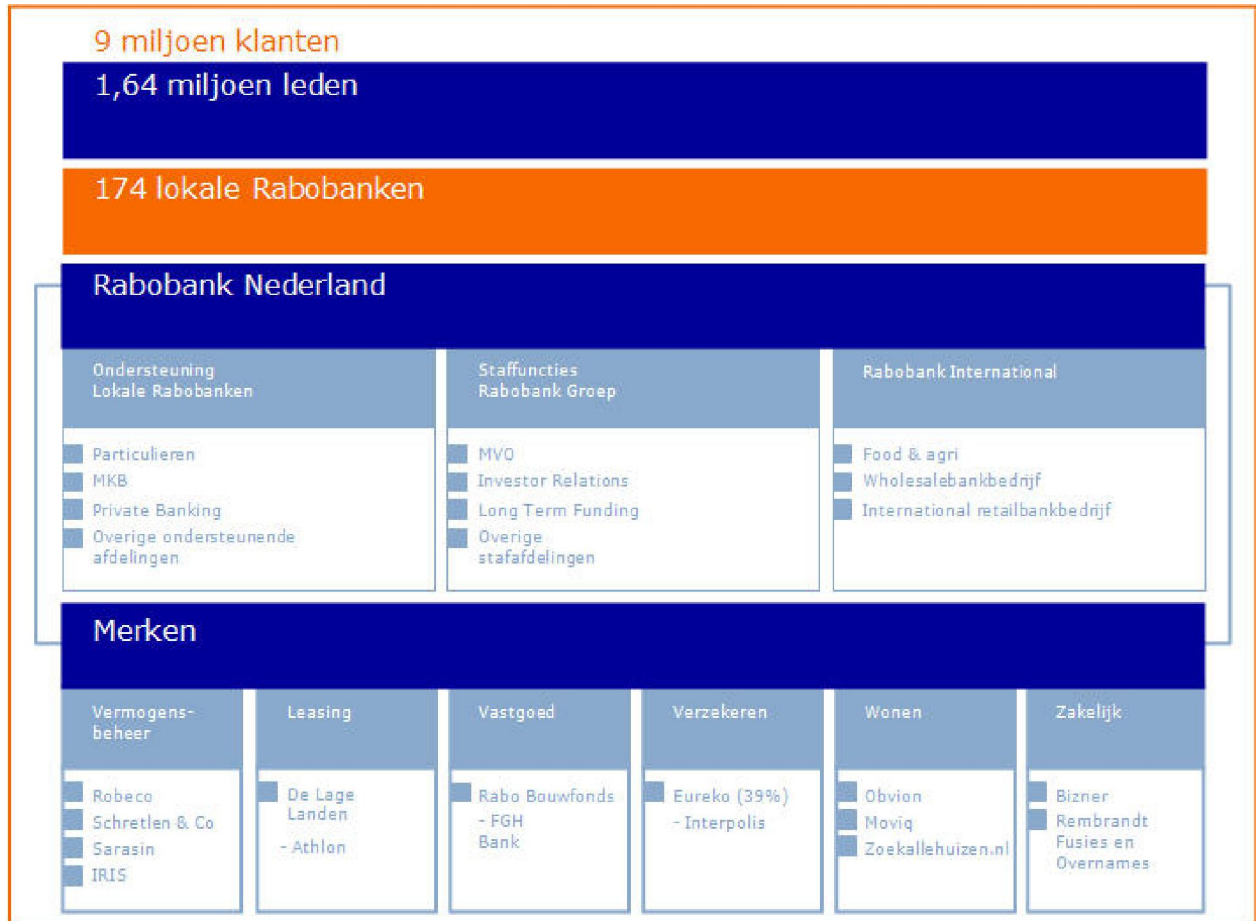 9 miljoen klanten
1,64 miljoen leden
174 lokale Rabobanken
Rabobank Nederland
Ondersteuning
Lokale Rabobanken
Particulieren
MKB
Private Banking
Overige ondersteunende
afdelingen
Staffuncties
Rabobank Groep
MVO
Investor Relations
Long Term Funding
Overige
stafafdelingen
Rabobank International
Food & agri
Wholesalebankbedrijf
International retailbankbedrijf
Merken
Vermogens-
beheer
Robeco
Schretlen & Co
Sarasin
IRIS
Leasing
De Lage
Landen
- Athlon
Vastgoed
Rabo Bouwfonds
- FGH
Bank
Verzekeren
Eureko (39%)
- Interpolis
Wonen
Obvion
Moviq
Zoekallehuizen.nl
Zakelijk
Bizner
Rembrandt
Fusies en
Overnames